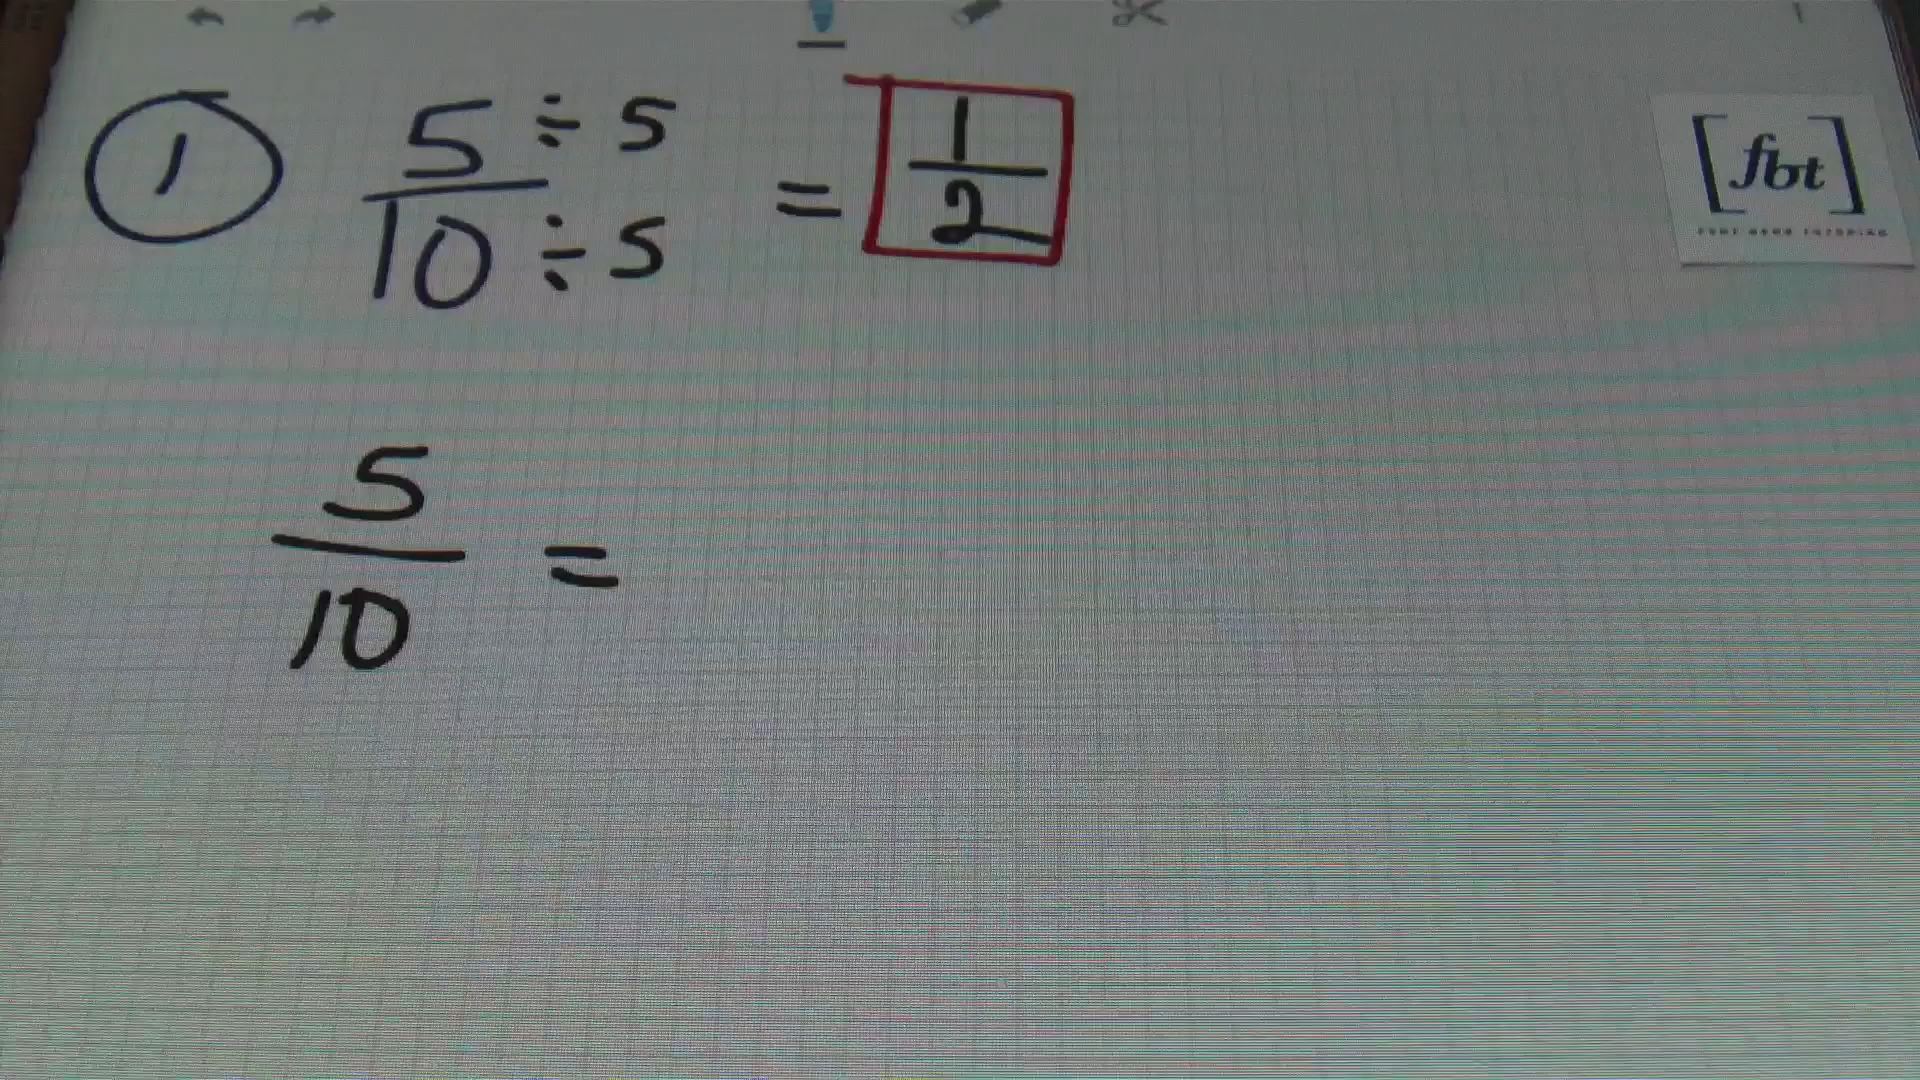 1
5 ÷ 5
10 ÷ 5
= 1/2
5/10 =
[fbt]